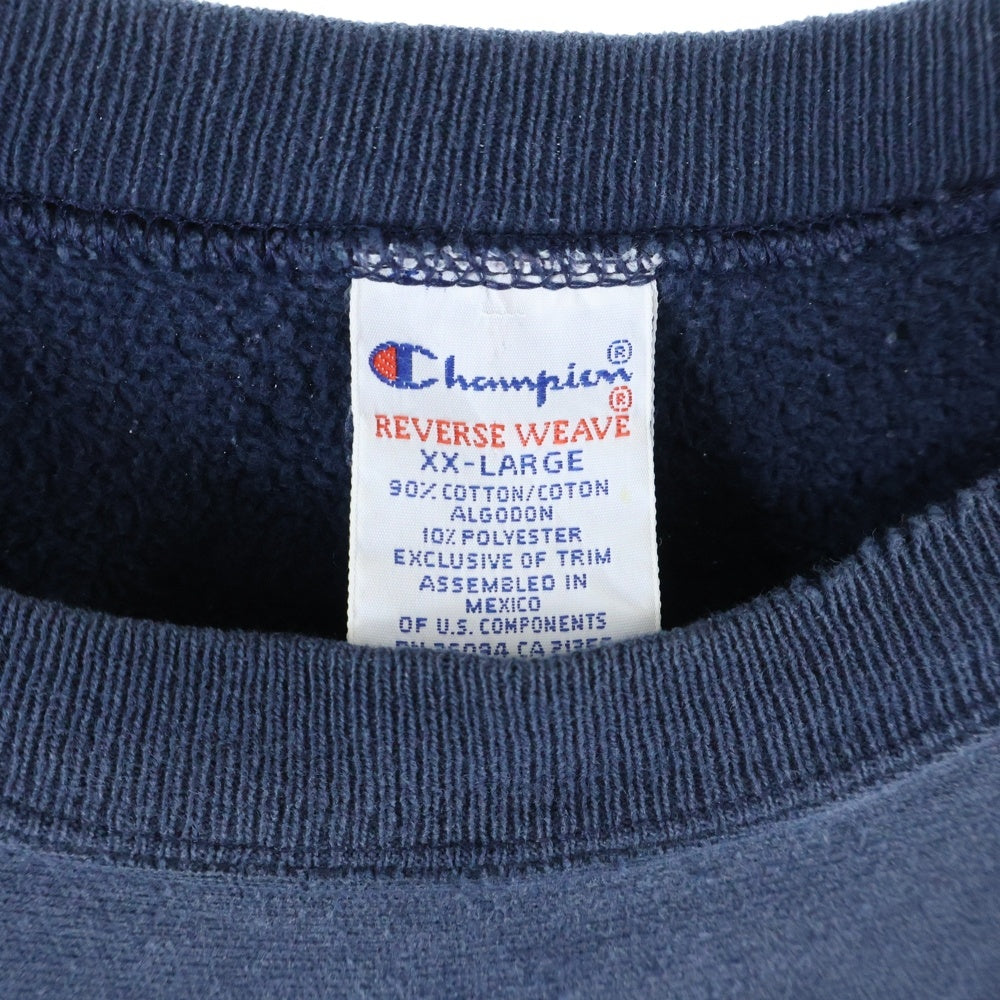 Champion ®
REVERSE WEAVE ®
XX-LARGE
90% COTTON/COTON
ALGODON
10% POLYESTER
EXCLUSIVE OF TRIM
ASSEMBLED IN
MEXICO
OF U.S. COMPONENTS
CA